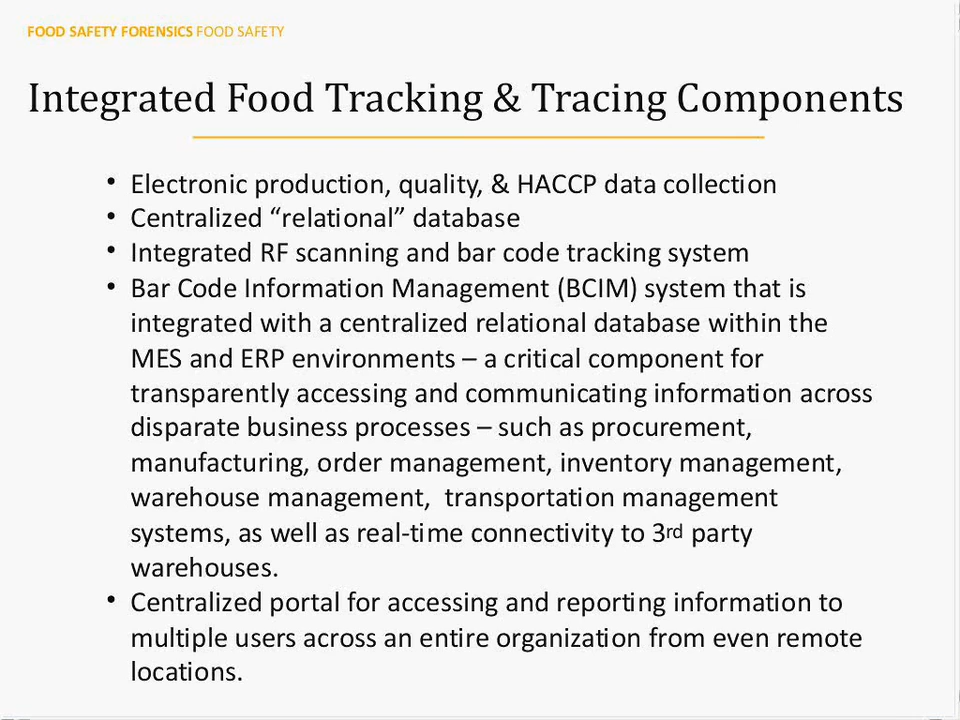 FOOD SAFETY FORENSICS FOOD SAFETY
Integrated Food Tracking & Tracing Components
• Electronic production, quality, & HACCP data collection
• Centralized “relational” database
• Integrated RF scanning and bar code tracking system
• Bar Code Information Management (BCIM) system that is
integrated with a centralized relational database within the
MES and ERP environments – a critical component for
transparently accessing and communicating information across
disparate business processes – such as procurement,
manufacturing, order management, inventory management,
warehouse management,  transportation management
systems, as well as real-time connectivity to 3rd party
warehouses.
• Centralized portal for accessing and reporting information to
multiple users across an entire organization from even remote
locations.